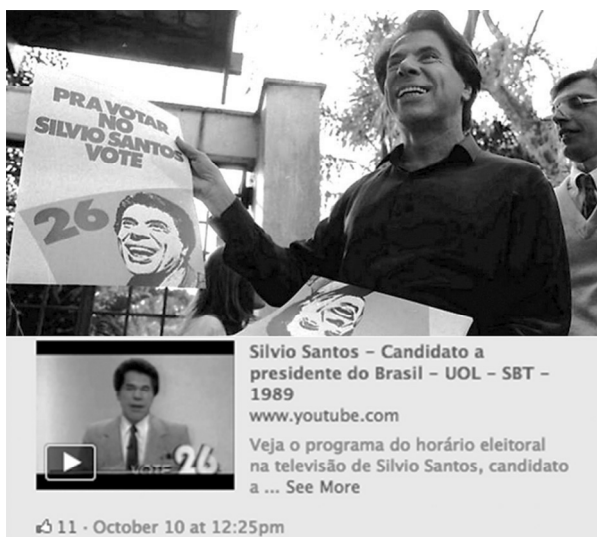 PRA VOTAR
NO
SILVIO SANTOS
VOTE
26
Silvio Santos – Candidato a
presidente do Brasil – UOL – SBT –
1989
www.youtube.com
VOTE 26
Veja o programa do horário eleitoral
na televisão de Silvio Santos, candidato
a ... See More
11 · October 10 at 12:25pm